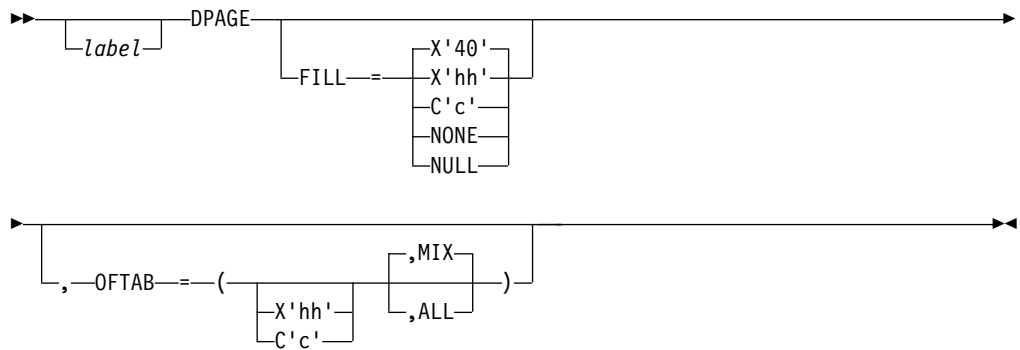 label DPAGE
FILL = X'40'
X'hh'
C'c'
NONE
NULL
, OFTAB = ( ,MIX )
X'hh' ,ALL
C'c'